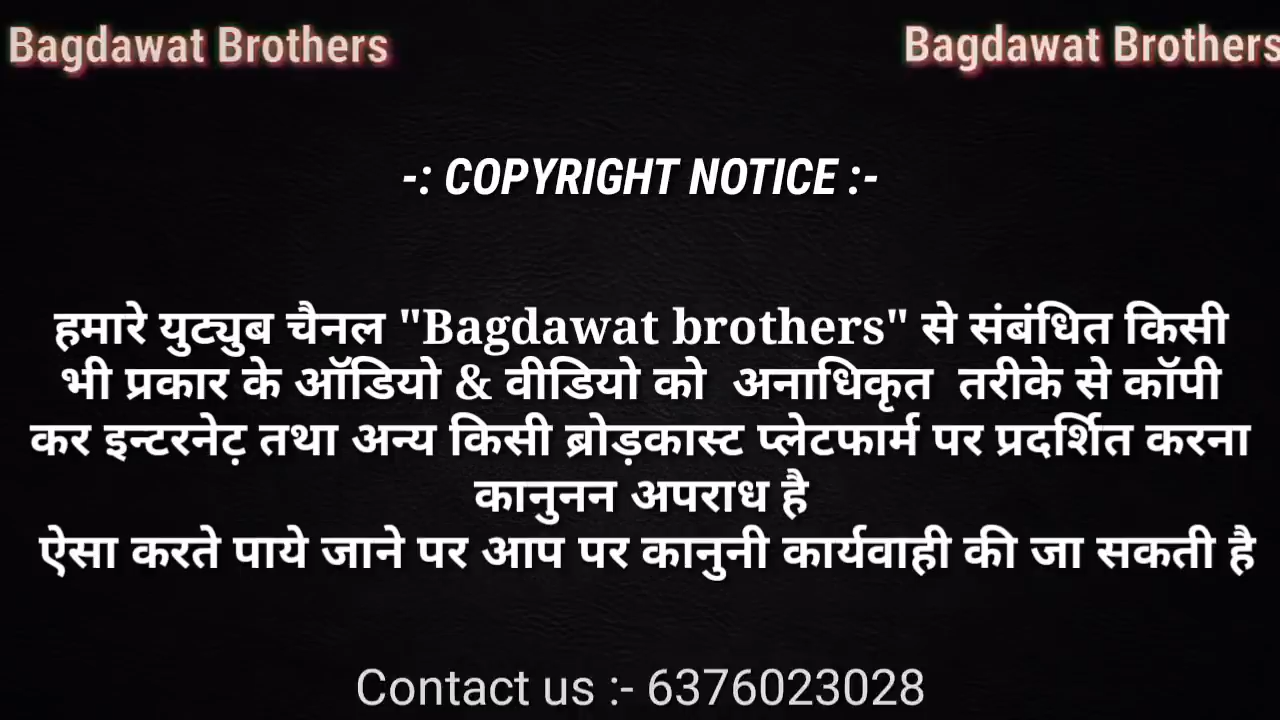 Bagdawat Brothers Bagdawat Brothers
-: COPYRIGHT NOTICE :-
हमारे युट्युब चैनल "Bagdawat brothers" से संबंधित किसी
भी प्रकार के ऑडियो & वीडियो को अनाधिकृत तरीके से कॉपी
कर इन्टरनेट़ तथा अन्य किसी ब्रोड़कास्ट प्लेटफार्म पर प्रदर्शित करना
कानुनन अपराध है
ऐसा करते पाये जाने पर आप पर कानुनी कार्यवाही की जा सकती है
Contact us :- 6376023028